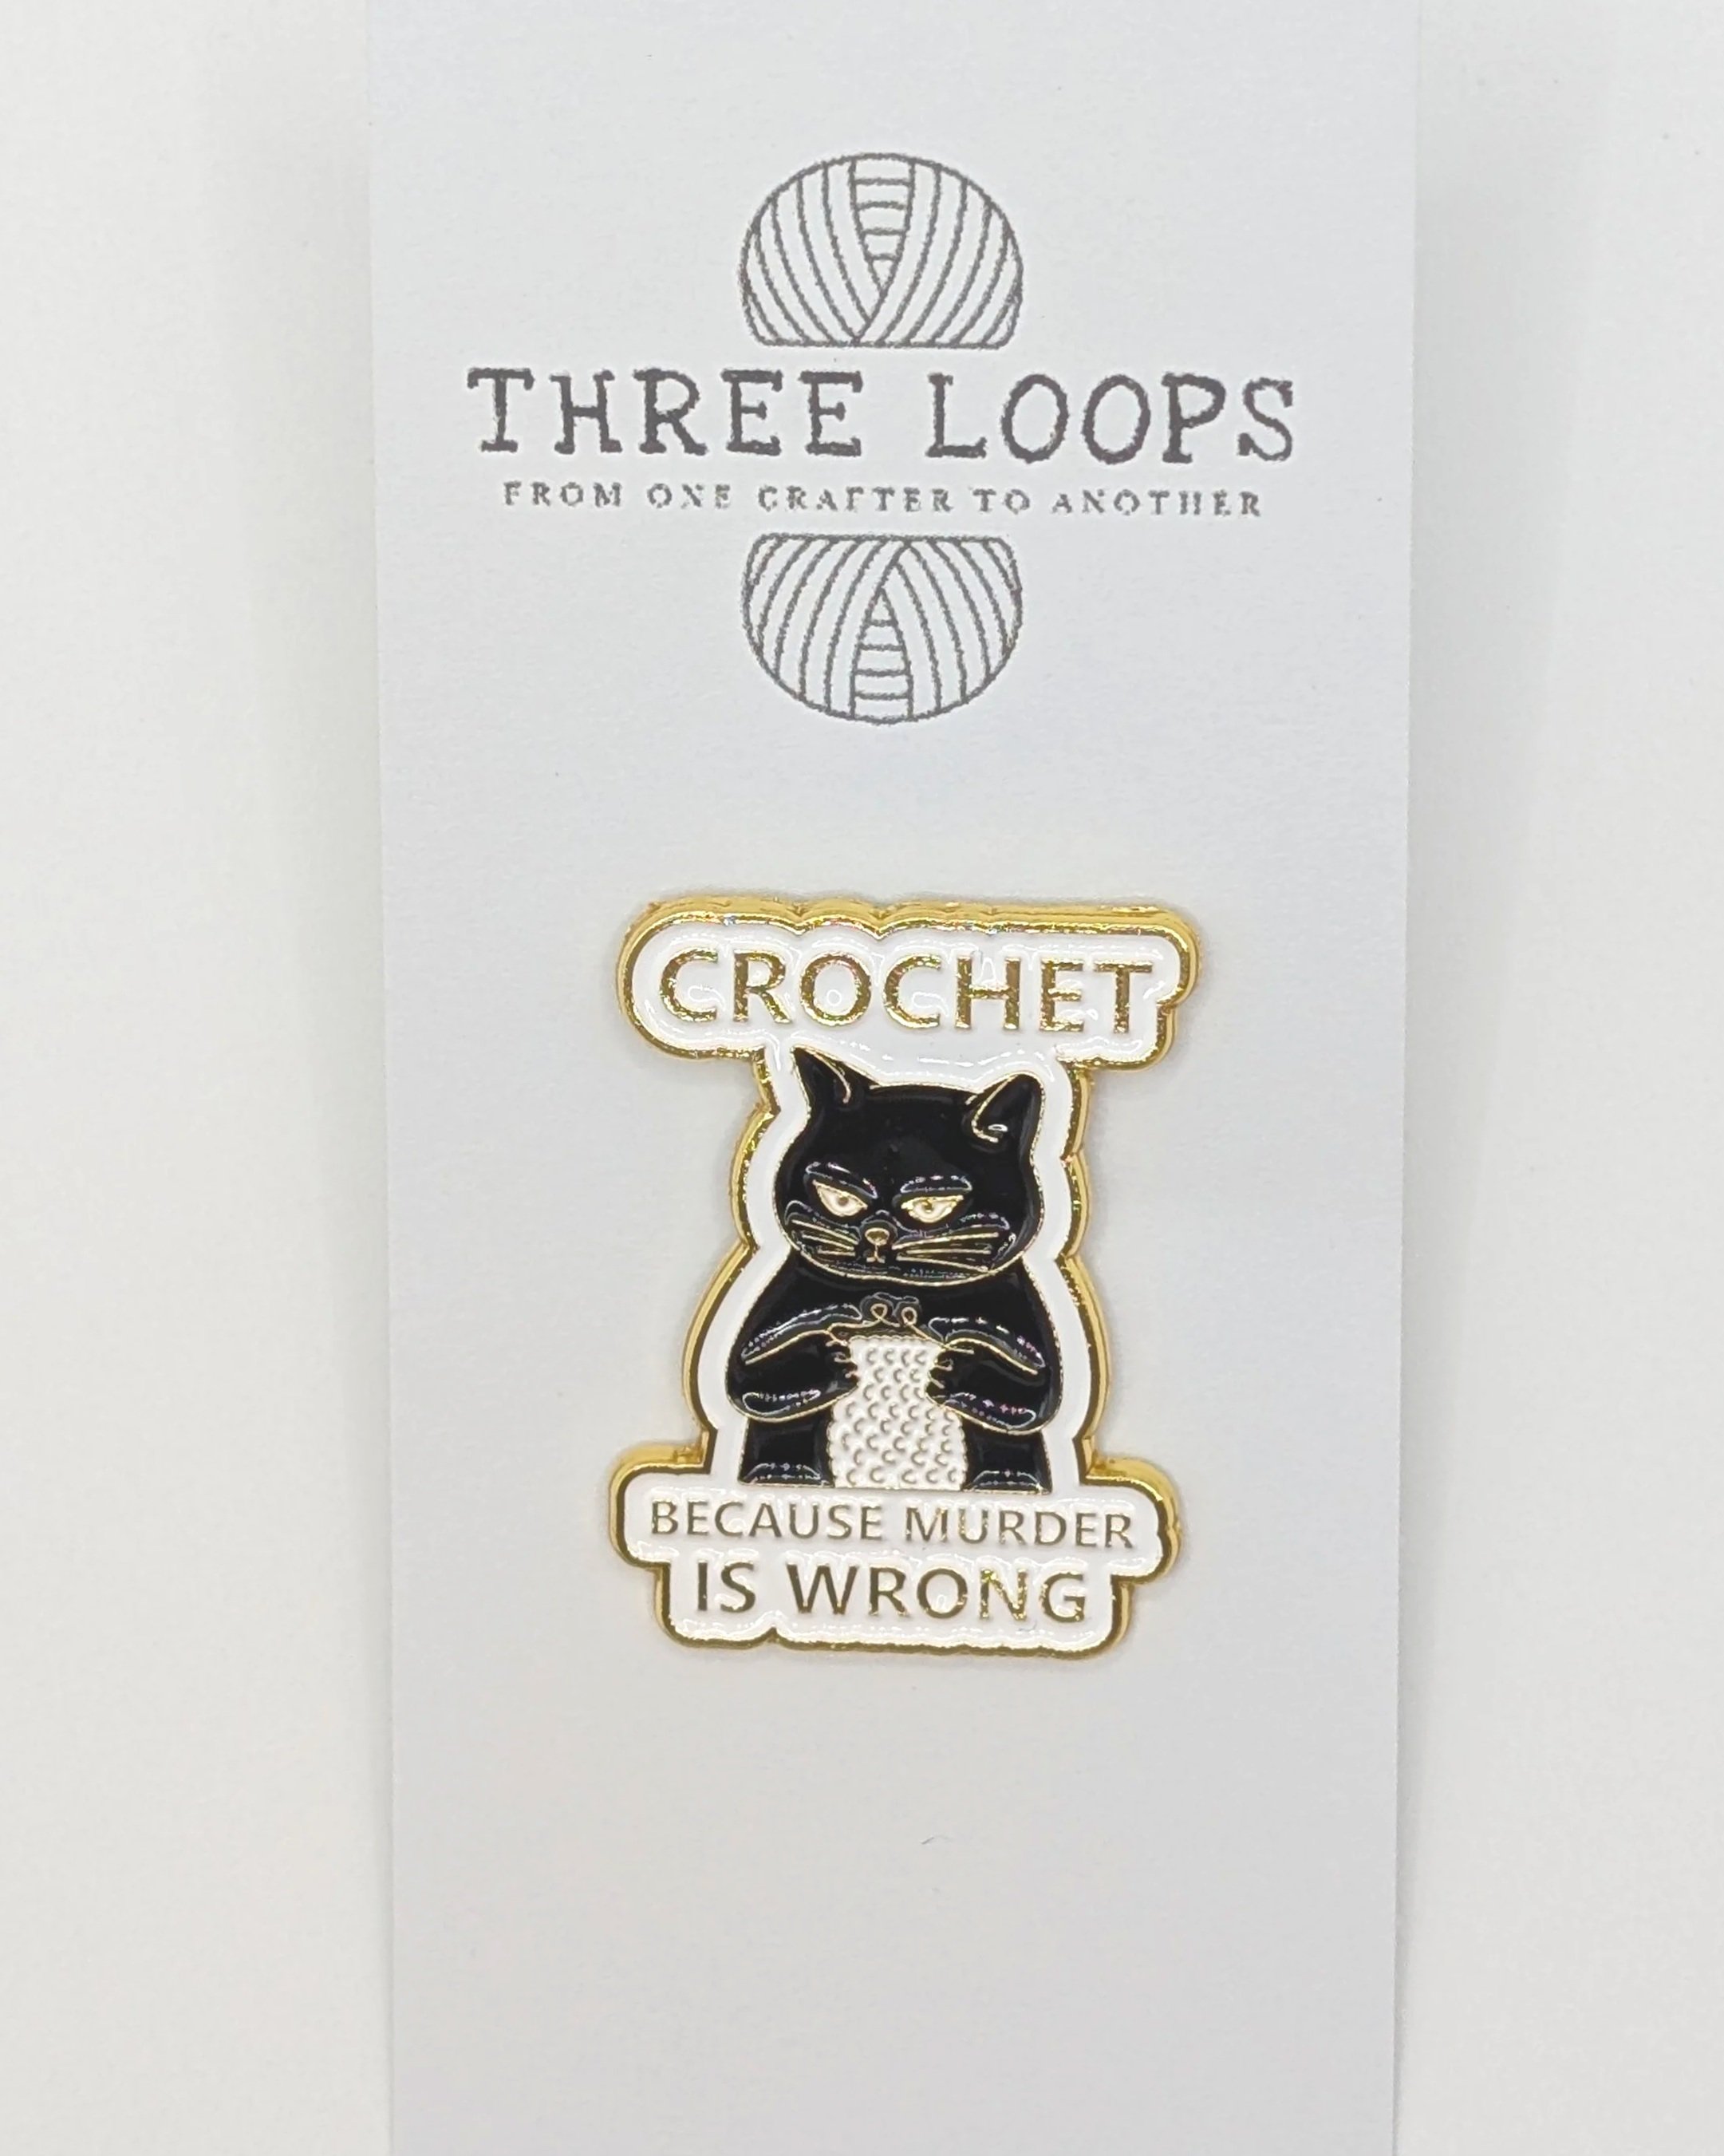 THREE LOOPS
FROM ONE CRAFTER TO ANOTHER
CROCHET
BECAUSE MURDER
IS WRONG